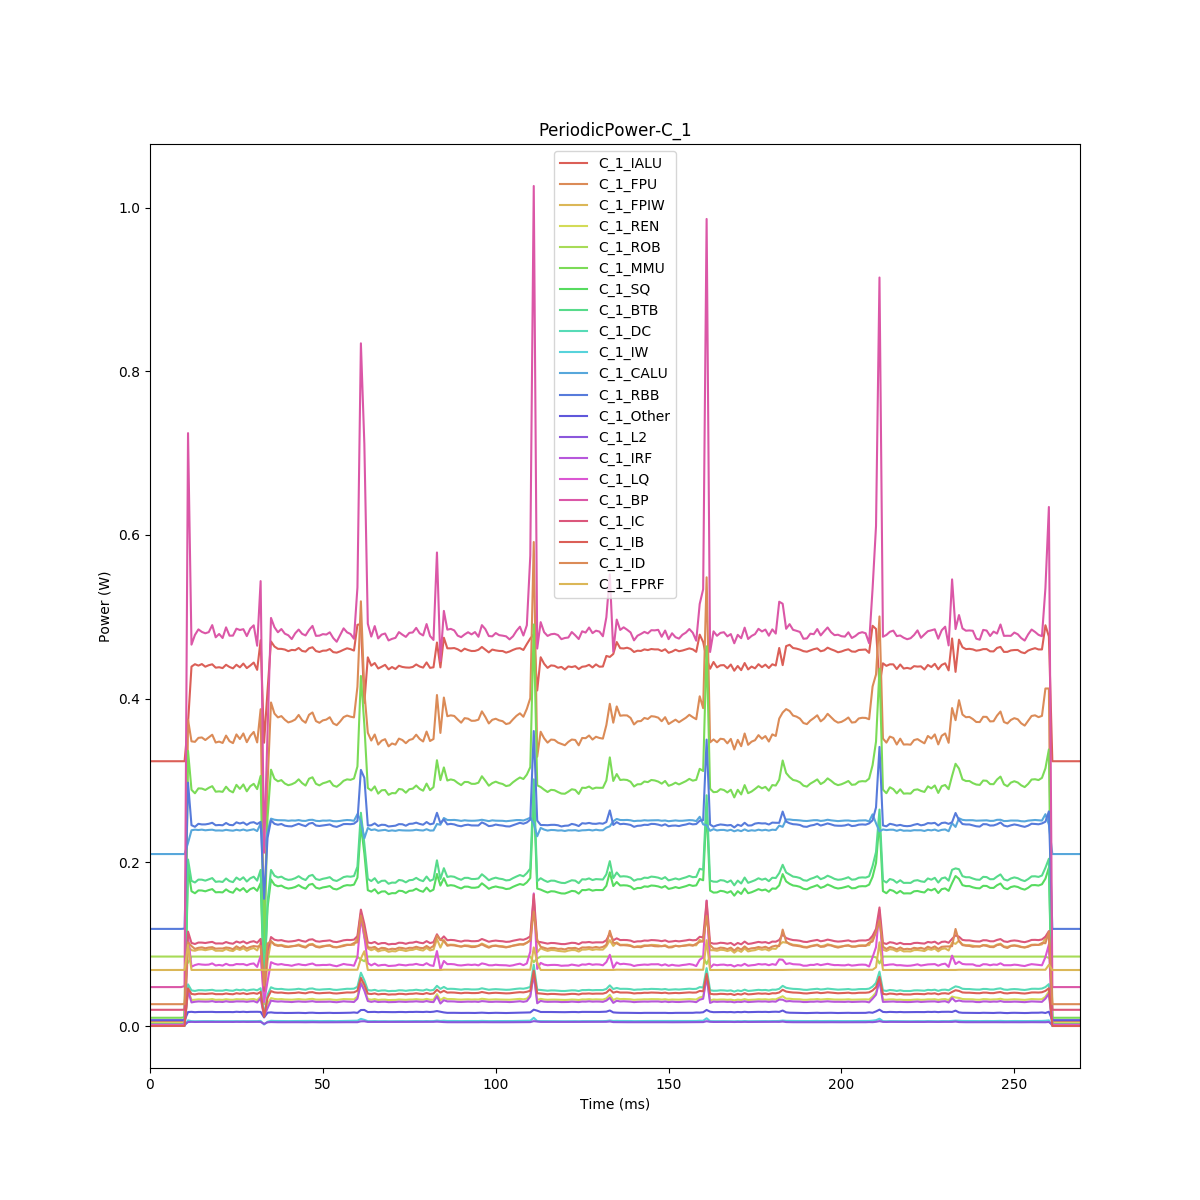 PeriodicPower-C_1
C_1_IALU
C_1_FPU
C_1_FPIW
C_1_REN
C_1_ROB
C_1_MMU
C_1_SQ
C_1_BTB
C_1_DC
C_1_IW
C_1_CALU
C_1_RBB
C_1_Other
C_1_L2
C_1_IRF
C_1_LQ
C_1_BP
C_1_IC
C_1_IB
C_1_ID
C_1_FPRF
1.0
0.8
0.6
0.4
0.2
0.0
Power (W)
0 50 100 150 200 250
Time (ms)